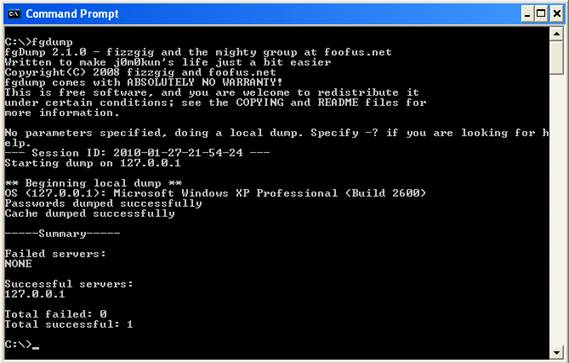 Command Prompt
C:\>fgdump
fgDump 2.1.0 - fizzgig and the mighty group at foofus.net
Written to make j0m0kun's life just a bit easier
Copyright(C) 2008 fizzgig and foofus.net
fgdump comes with ABSOLUTELY NO WARRANTY!
This is free software, and you are welcome to redistribute it
under certain conditions; see the COPYING and README files for
more information.
No parameters specified, doing a local dump. Specify -? if you are looking for h
elp.
--- Session ID: 2010-01-27-21-54-24 ---
Starting dump on 127.0.0.1
** Beginning local dump **
OS (127.0.0.1): Microsoft Windows XP Professional (Build 2600)
Passwords dumped successfully
Cache dumped successfully
-----Summary-----
Failed servers:
NONE
Successful servers:
127.0.0.1
Total failed: 0
Total successful: 1
C:\>_